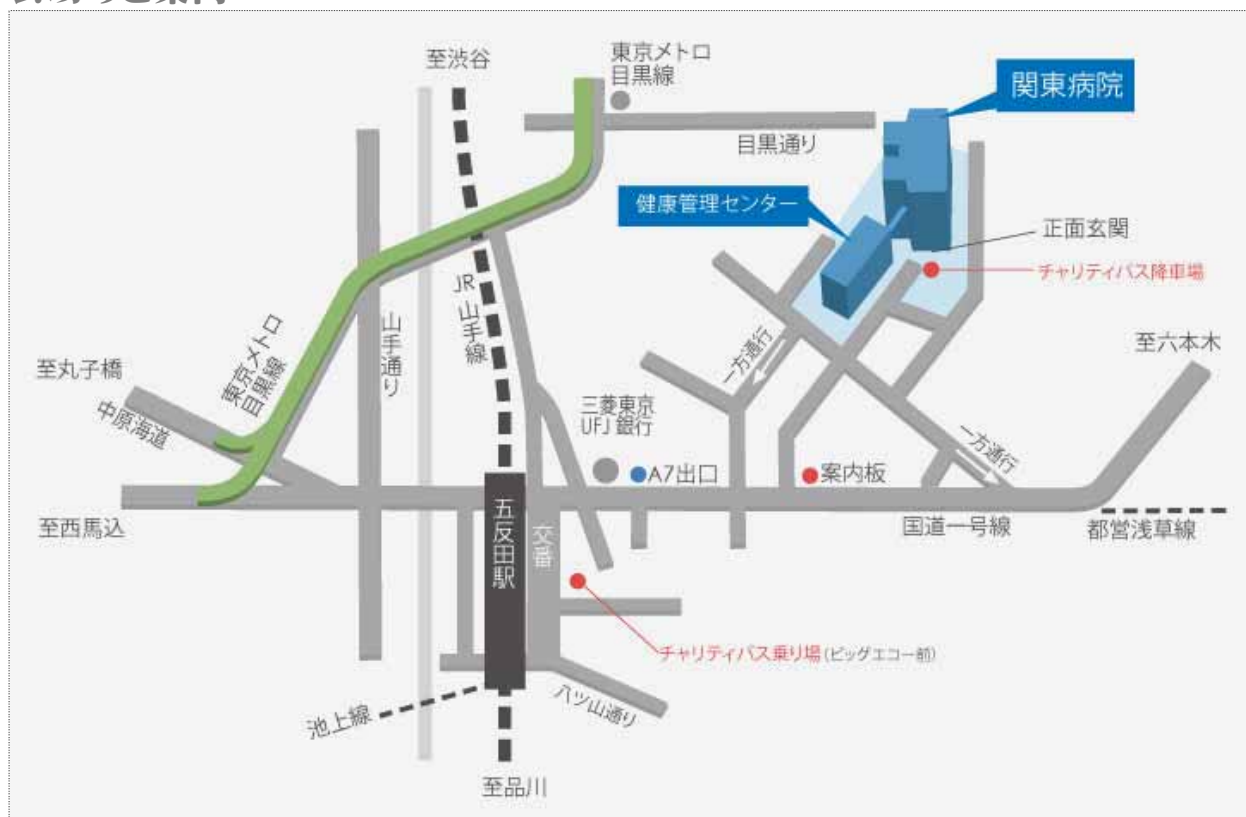 至渋谷
東京メトロ
目黒線
関東病院
目黒通り
健康管理センター
正面玄関
チャリティバス降車場
JR 山手線
山手通り
至丸子橋
東京メトロ
目黒線
中原海道
一方通行
至六本木
三菱東京
UFJ 銀行
A7出口
案内板
一方通行
至西馬込
五反田駅
交番
国道一号線
都営浅草線
チャリティバス乗り場(ビッグエコー前)
池上線
八ツ山通り
至品川